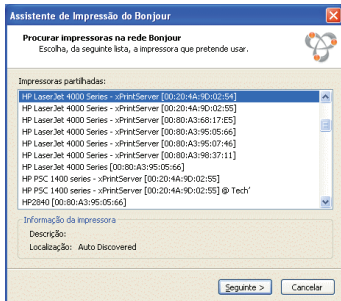 Assistente de Impressão do Bonjour
Procurar impressoras na rede Bonjour
Escolha, da seguinte lista, a impressora que pretende usar.
Impressoras partilhadas:
HP LaserJet 4000 Series - xPrintServer [00:20:4A:9D:02:54]
HP LaserJet 4000 Series - xPrintServer [00:20:4A:9D:02:55]
HP LaserJet 4000 Series - xPrintServer [00:80:A3:68:17:E5]
HP LaserJet 4000 Series - xPrintServer [00:80:A3:95:05:66]
HP LaserJet 4000 Series - xPrintServer [00:80:A3:95:07:46]
HP LaserJet 4000 Series - xPrintServer [00:80:A3:98:37:11]
HP LaserJet 4000 Series [00:80:A3:95:05:66]
HP PSC 1400 series - xPrintServer [00:20:4A:9D:02:55]
HP PSC 1400 series - xPrintServer [00:20:4A:9D:02:55] @ Tech'
HP2840 [00:80:A3:95:05:66]
Informação da impressora
Descrição:
Localização: Auto Discovered
Seguinte >
Cancelar